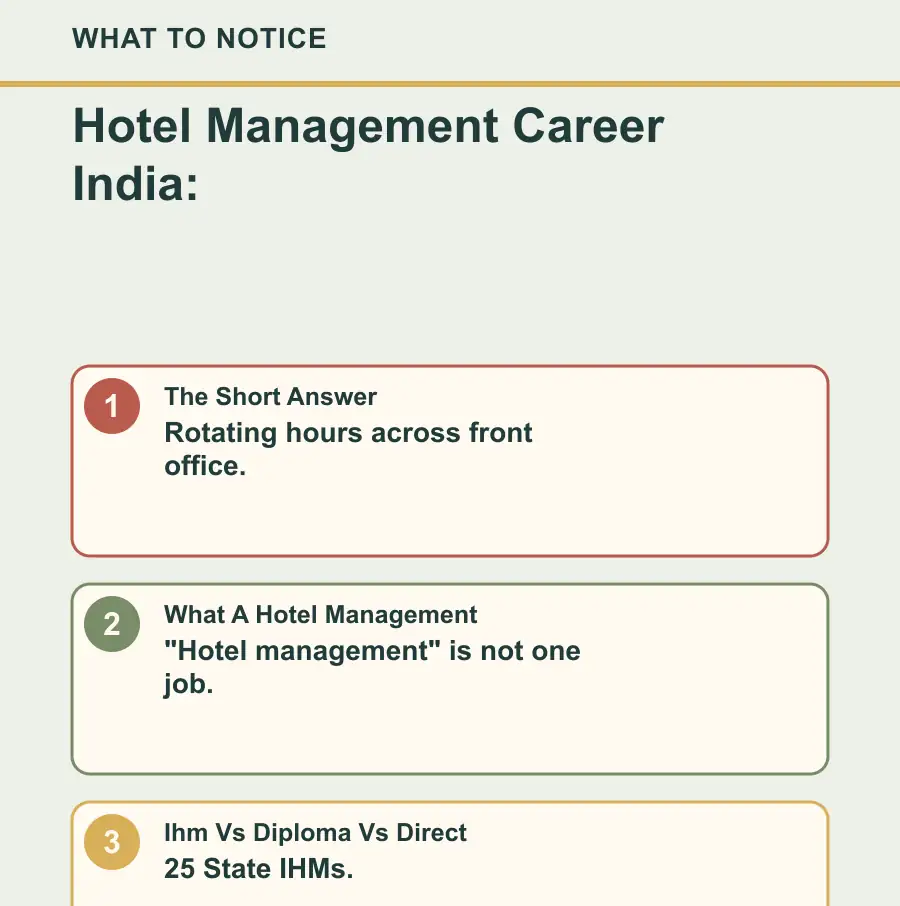 WHAT TO NOTICE
Hotel Management Career
India:
1
The Short Answer
Rotating hours across front
office.
2
What A Hotel Management
"Hotel management" is not one
job.
3
Ihm Vs Diploma Vs Direct
25 State IHMs.